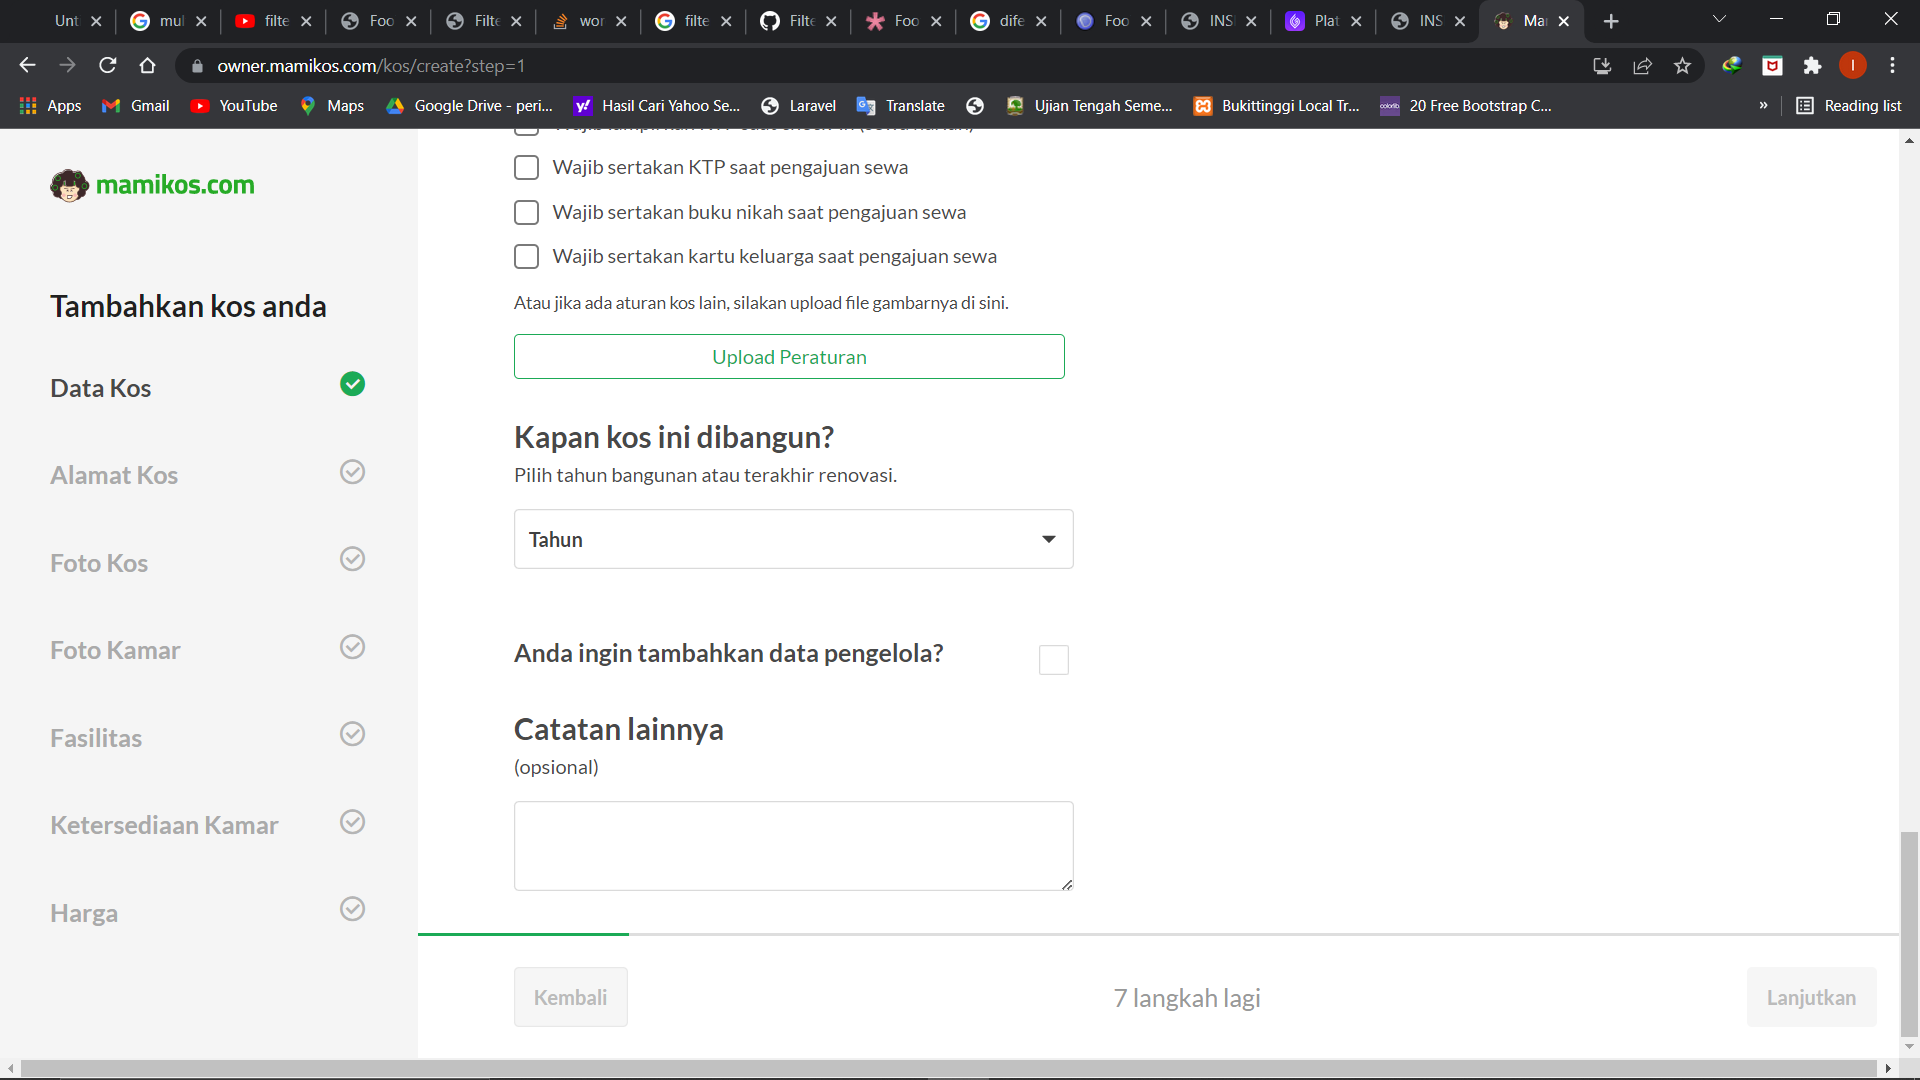 Unt
mul
filte
Foo
Filte
wor
filte
Filte
Foo
dife
Foo
INS
Plat
INS
Mar
owner.mamikos.com/kos/create?step=1
I
Apps
Gmail
YouTube
Maps
Google Drive - peri...
Hasil Cari Yahoo Se...
Laravel
Translate
Ujian Tengah Seme...
Bukittinggi Local Tr...
20 Free Bootstrap C...
»
Reading list
mamikos.com
Tambahkan kos anda
Data Kos
Alamat Kos
Foto Kos
Foto Kamar
Fasilitas
Ketersediaan Kamar
Harga
Wajib sertakan KTP saat pengajuan sewa
Wajib sertakan buku nikah saat pengajuan sewa
Wajib sertakan kartu keluarga saat pengajuan sewa
Atau jika ada aturan kos lain, silakan upload file gambarnya di sini.
Upload Peraturan
Kapan kos ini dibangun?
Pilih tahun bangunan atau terakhir renovasi.
Tahun
Anda ingin tambahkan data pengelola?
Catatan lainnya
(opsional)
Kembali
7 langkah lagi
Lanjutkan